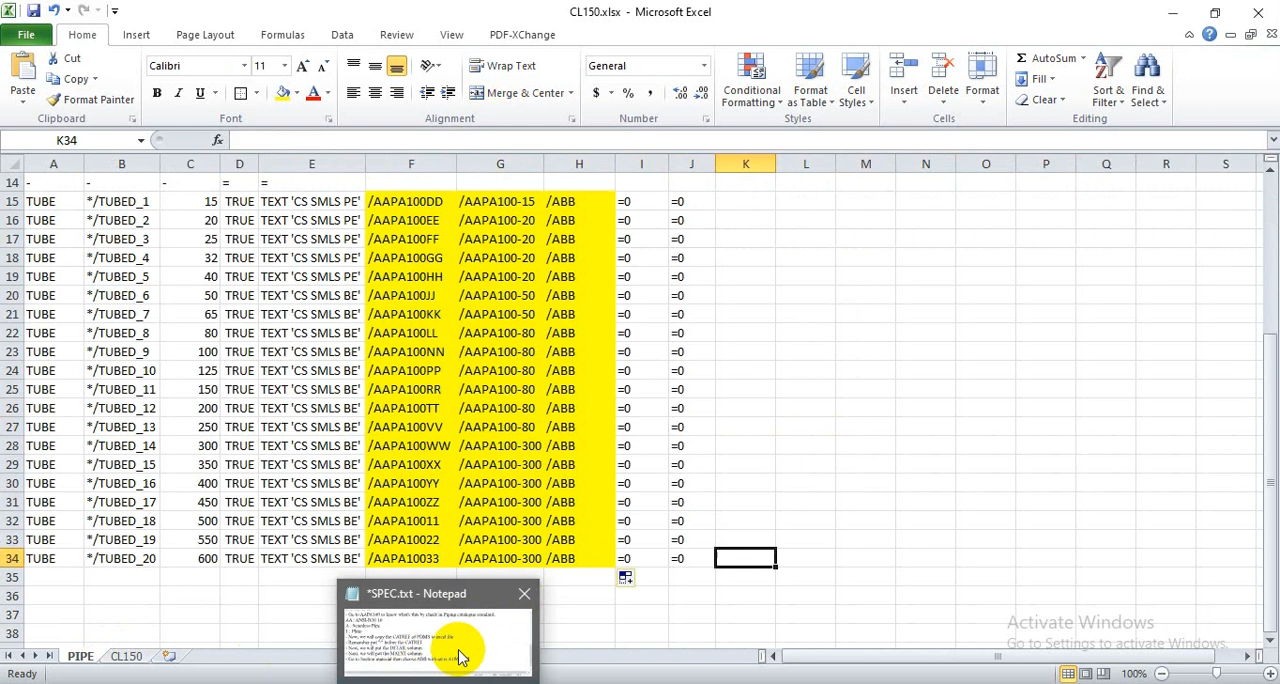 CL150.xlsx - Microsoft Excel
File Home Insert Page Layout Formulas Data Review View PDF-XChange
Paste
Cut
Copy
Format Painter
Clipboard
Calibri 11
B I U
Font
Wrap Text
Merge & Center
Alignment
General
$ % ,
Number
Conditional Formatting
Format as Table
Cell Styles
Styles
Insert Delete Format
Cells
AutoSum
Fill
Clear
Sort & Filter
Find & Select
Editing
K34 fx
A B C D E F G H I J K L M N O P Q R S
14 - - - = =
15 TUBE */TUBED_1 15 TRUE TEXT 'CS SMLS PE' /AAPA100DD /AAPA100-15 /ABB =0 =0
16 TUBE */TUBED_2 20 TRUE TEXT 'CS SMLS PE' /AAPA100EE /AAPA100-20 /ABB =0 =0
17 TUBE */TUBED_3 25 TRUE TEXT 'CS SMLS PE' /AAPA100FF /AAPA100-20 /ABB =0 =0
18 TUBE */TUBED_4 32 TRUE TEXT 'CS SMLS PE' /AAPA100GG /AAPA100-20 /ABB =0 =0
19 TUBE */TUBED_5 40 TRUE TEXT 'CS SMLS PE' /AAPA100HH /AAPA100-20 /ABB =0 =0
20 TUBE */TUBED_6 50 TRUE TEXT 'CS SMLS BE' /AAPA100JJ /AAPA100-50 /ABB =0 =0
21 TUBE */TUBED_7 65 TRUE TEXT 'CS SMLS BE' /AAPA100KK /AAPA100-50 /ABB =0 =0
22 TUBE */TUBED_8 80 TRUE TEXT 'CS SMLS BE' /AAPA100LL /AAPA100-80 /ABB =0 =0
23 TUBE */TUBED_9 100 TRUE TEXT 'CS SMLS BE' /AAPA100NN /AAPA100-80 /ABB =0 =0
24 TUBE */TUBED_10 125 TRUE TEXT 'CS SMLS BE' /AAPA100PP /AAPA100-80 /ABB =0 =0
25 TUBE */TUBED_11 150 TRUE TEXT 'CS SMLS BE' /AAPA100RR /AAPA100-80 /ABB =0 =0
26 TUBE */TUBED_12 200 TRUE TEXT 'CS SMLS BE' /AAPA100TT /AAPA100-80 /ABB =0 =0
27 TUBE */TUBED_13 250 TRUE TEXT 'CS SMLS BE' /AAPA100VV /AAPA100-80 /ABB =0 =0
28 TUBE */TUBED_14 300 TRUE TEXT 'CS SMLS BE' /AAPA100WW /AAPA100-300 /ABB =0 =0
29 TUBE */TUBED_15 350 TRUE TEXT 'CS SMLS BE' /AAPA100XX /AAPA100-300 /ABB =0 =0
30 TUBE */TUBED_16 400 TRUE TEXT 'CS SMLS BE' /AAPA100YY /AAPA100-300 /ABB =0 =0
31 TUBE */TUBED_17 450 TRUE TEXT 'CS SMLS BE' /AAPA100ZZ /AAPA100-300 /ABB =0 =0
32 TUBE */TUBED_18 500 TRUE TEXT 'CS SMLS BE' /AAPA10011 /AAPA100-300 /ABB =0 =0
33 TUBE */TUBED_19 550 TRUE TEXT 'CS SMLS BE' /AAPA10022 /AAPA100-300 /ABB =0 =0
34 TUBE */TUBED_20 600 TRUE TEXT 'CS SMLS BE' /AAPA10033 /AAPA100-300 /ABB =0 =0
35
36
37
38
*SPEC.txt - Notepad
Activate Windows
Go to Settings to activate Windows.
PIPE CL150
Ready
100%